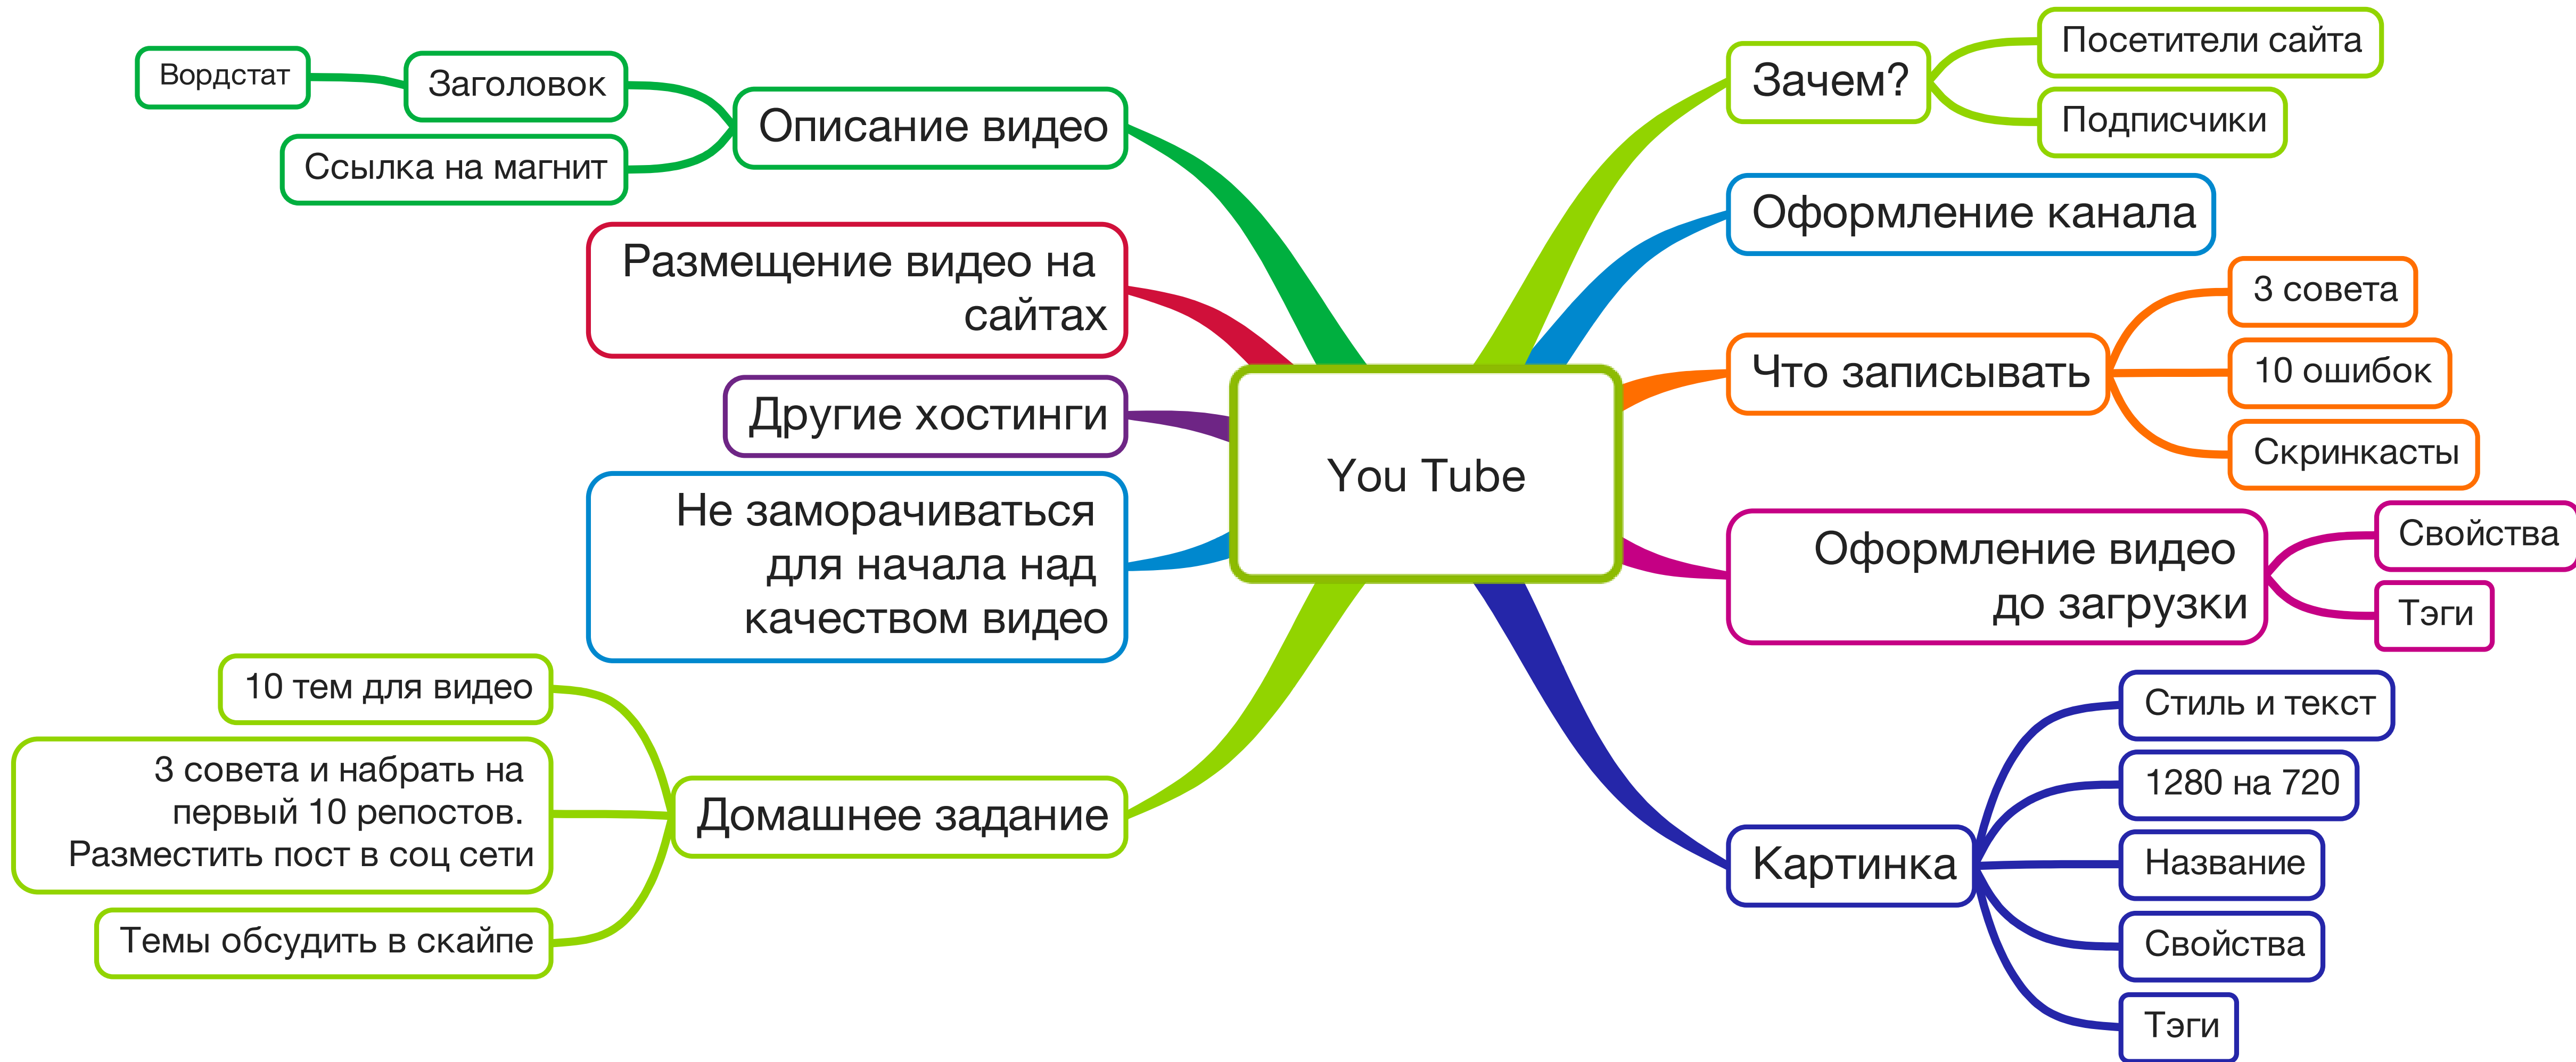 You Tube
Зачем?
Посетители сайта
Подписчики
Оформление канала
Что записывать
3 совета
10 ошибок
Скринкасты
Оформление видео
до загрузки
Свойства
Тэги
Картинка
Стиль и текст
1280 на 720
Название
Свойства
Тэги
Описание видео
Заголовок
Вордстат
Ссылка на магнит
Размещение видео на
сайтах
Другие хостинги
Не заморачиваться
для начала над
качеством видео
Домашнее задание
10 тем для видео
3 совета и набрать на
первый 10 репостов.
Разместить пост в соц сети
Темы обсудить в скайпе